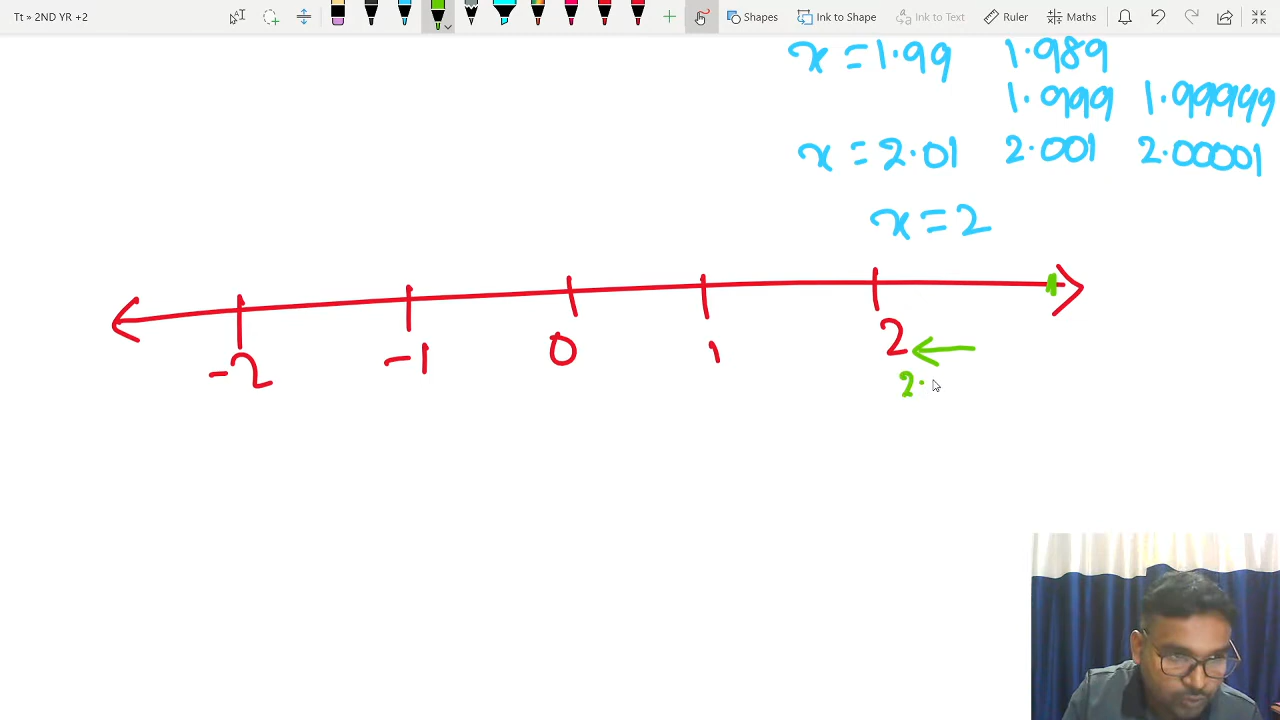 Tt » 2ND YR +2
Shapes Ink to Shape Ink to Text Ruler Maths
x = 1.99 1.989
1.999 1.99999
x = 2.01 2.001 2.00001
x = 2
-2 -1 0 1 2
2.